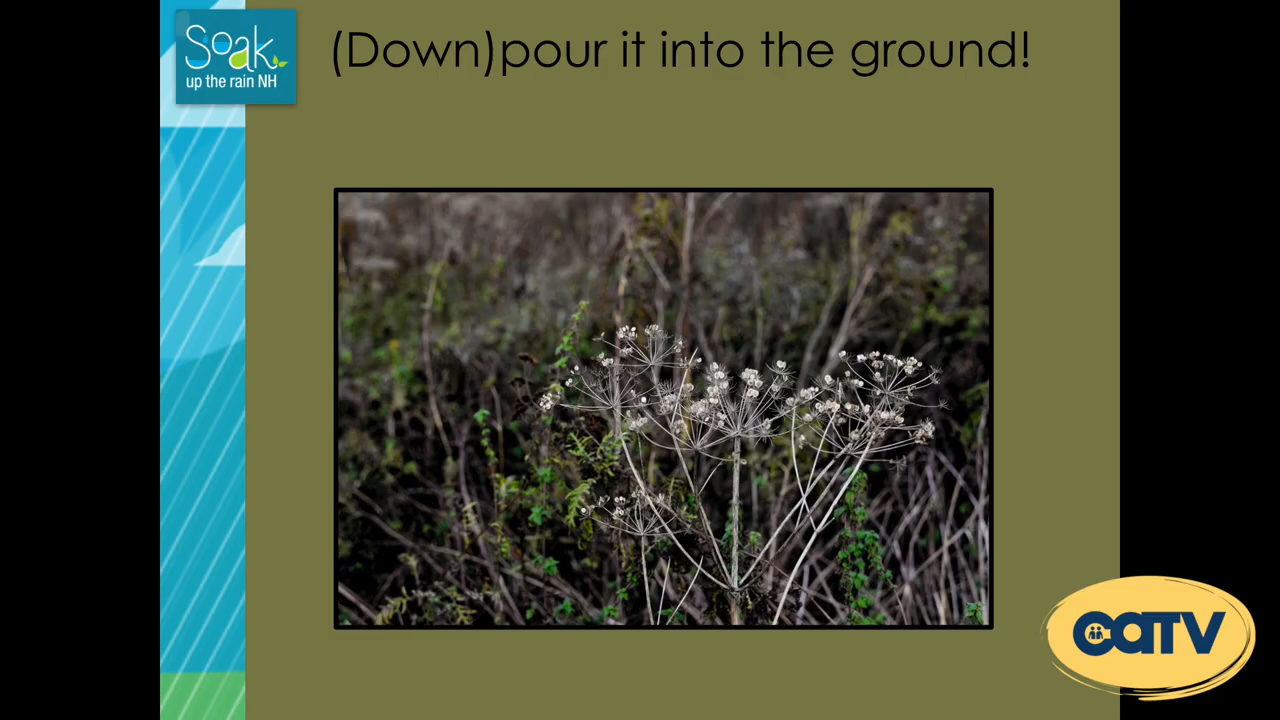 Soak
up the rain NH
(Down)pour it into the ground!
CATV